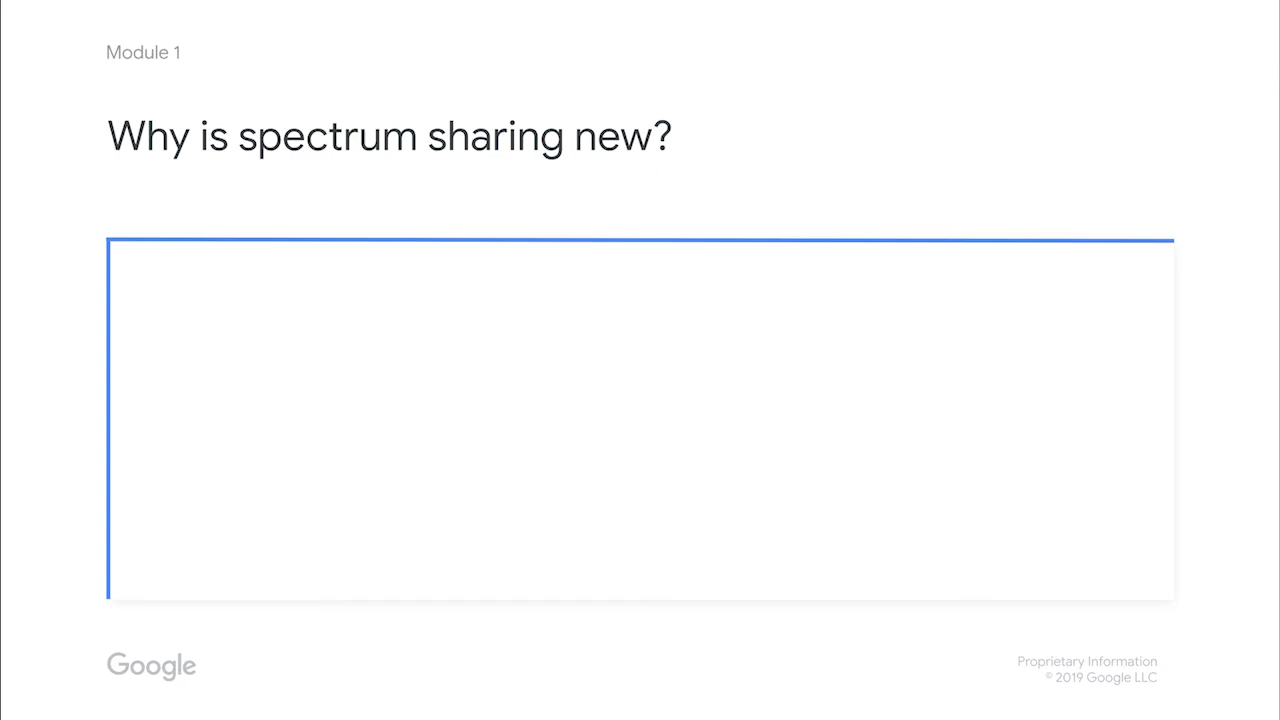 Module 1
Why is spectrum sharing new?
Google
Proprietary Information
© 2019 Google LLC